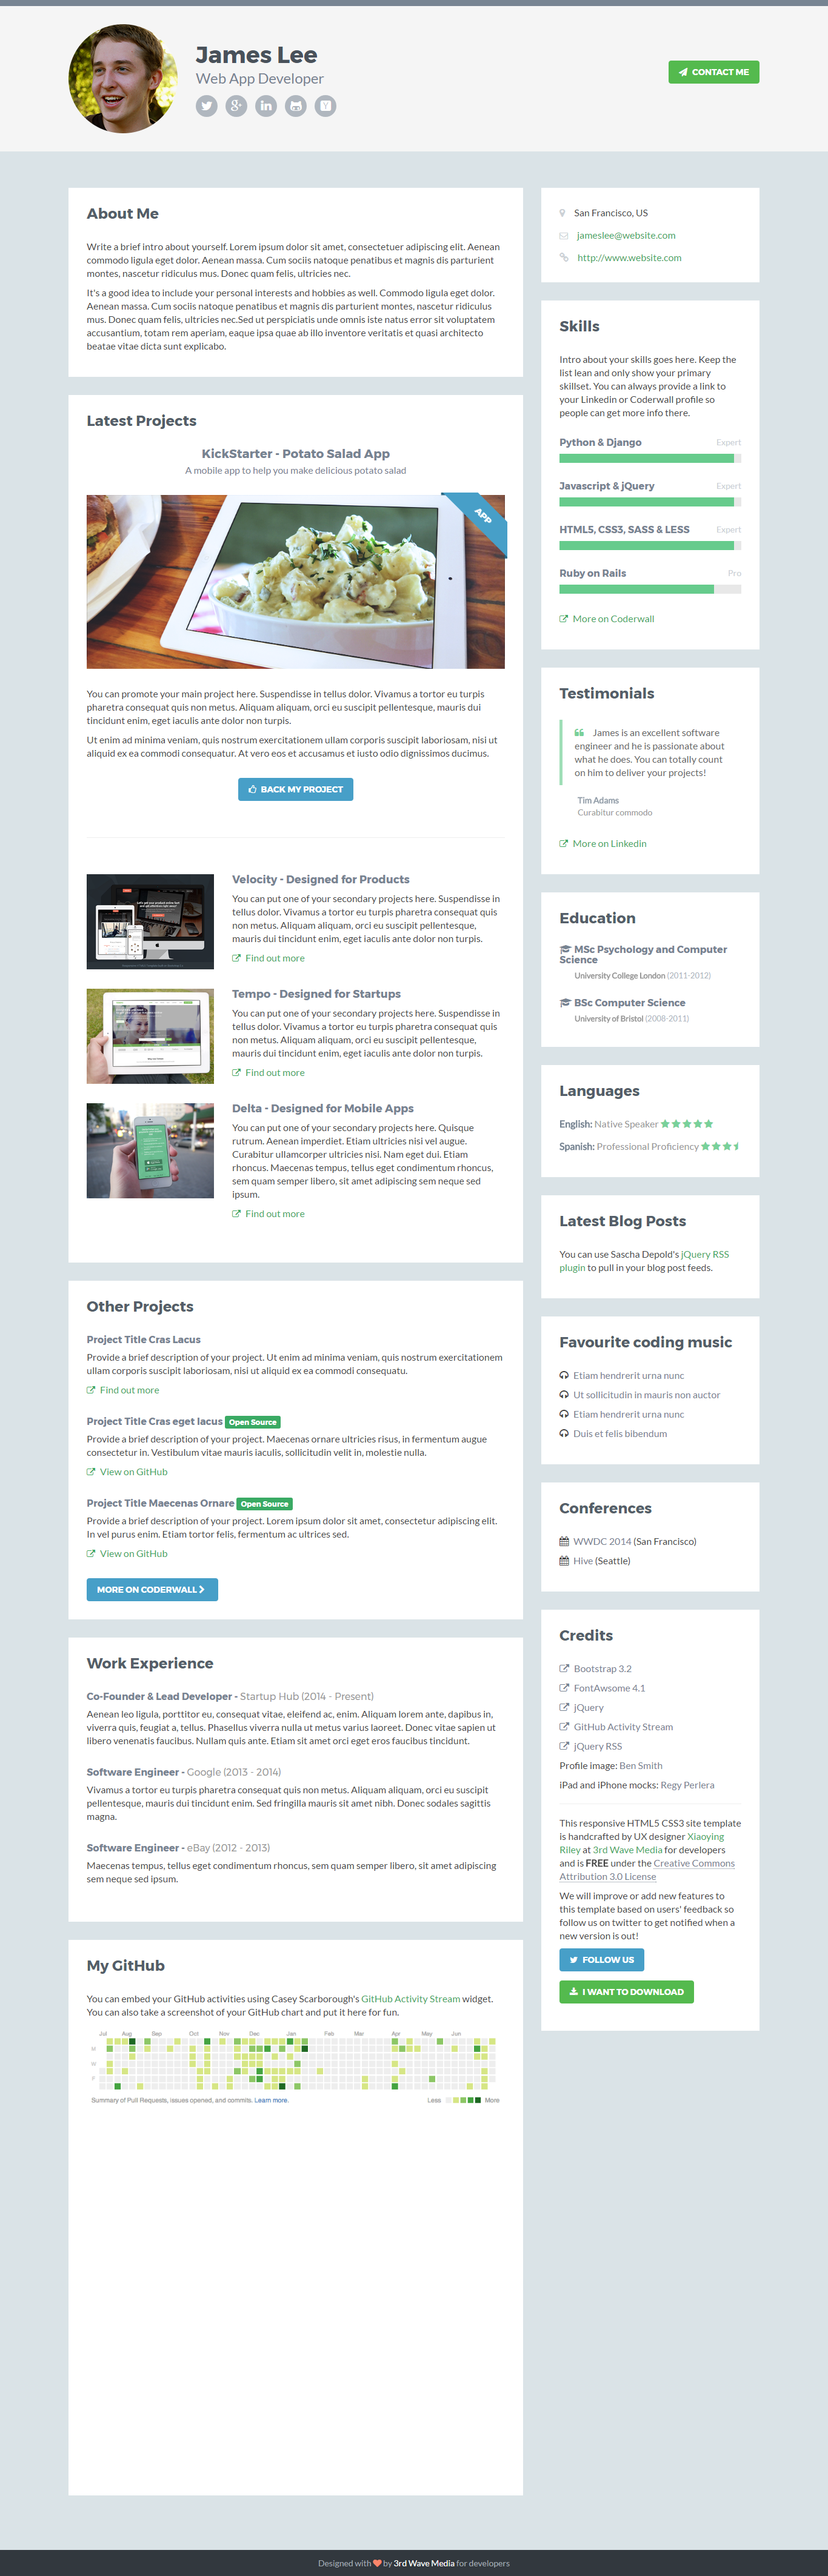 James Lee
Web App Developer
CONTACT ME
About Me
Write a brief intro about yourself. Lorem ipsum dolor sit amet, consectetuer adipiscing elit. Aenean
commodo ligula eget dolor. Aenean massa. Cum sociis natoque penatibus et magnis dis parturient
montes, nascetur ridiculus mus. Donec quam felis, ultricies nec.
It's a good idea to include your personal interests and hobbies as well. Commodo ligula eget dolor.
Aenean massa. Cum sociis natoque penatibus et magnis dis parturient montes, nascetur ridiculus
mus. Donec quam felis, ultricies nec.Sed ut perspiciatis unde omnis iste natus error sit voluptatem
accusantium, totam rem aperiam, eaque ipsa quae ab illo inventore veritatis et quasi architecto
beatae vitae dicta sunt explicabo.
Latest Projects
KickStarter - Potato Salad App
A mobile app to help you make delicious potato salad
APP
You can promote your main project here. Suspendisse in tellus dolor. Vivamus a tortor eu turpis
pharetra consequat quis non metus. Aliquam aliquam, orci eu suscipit pellentesque, mauris dui
tincidunt enim, eget iaculis ante dolor non turpis.
Ut enim ad minima veniam, quis nostrum exercitationem ullam corporis suscipit laboriosam, nisi ut
aliquid ex ea commodi consequatur. At vero eos et accusamus et iusto odio dignissimos ducimus.
BACK MY PROJECT
Velocity - Designed for Products
You can put one of your secondary projects here. Suspendisse in
tellus dolor. Vivamus a tortor eu turpis pharetra consequat quis
non metus. Aliquam aliquam, orci eu suscipit pellentesque,
mauris dui tincidunt enim, eget iaculis ante dolor non turpis.
Find out more
Tempo - Designed for Startups
You can put one of your secondary projects here. Suspendisse in
tellus dolor. Vivamus a tortor eu turpis pharetra consequat quis
non metus. Aliquam aliquam, orci eu suscipit pellentesque,
mauris dui tincidunt enim, eget iaculis ante dolor non turpis.
Find out more
Delta - Designed for Mobile Apps
You can put one of your secondary projects here. Quisque
rutrum. Aenean imperdiet. Etiam ultricies nisi vel augue.
Curabitur ullamcorper ultricies nisi. Nam eget dui. Etiam
rhoncus. Maecenas tempus, tellus eget condimentum rhoncus,
sem quam semper libero, sit amet adipiscing sem neque sed
ipsum.
Find out more
Other Projects
Project Title Cras Lacus
Provide a brief description of your project. Ut enim ad minima veniam, quis nostrum exercitationem
ullam corporis suscipit laboriosam, nisi ut aliquid ex ea commodi consequatu.
Find out more
Project Title Cras eget lacus Open Source
Provide a brief description of your project. Maecenas ornare ultricies risus, in fermentum augue
consectetur in. Vestibulum vitae mauris iaculis, sollicitudin velit in, molestie nulla.
View on GitHub
Project Title Maecenas Ornare Open Source
Provide a brief description of your project. Lorem ipsum dolor sit amet, consectetur adipiscing elit.
In vel purus enim. Etiam tortor felis, fermentum ac ultrices sed.
View on GitHub
MORE ON CODERWALL
Work Experience
Co-Founder & Lead Developer - Startup Hub (2014 - Present)
Aenean leo ligula, porttitor eu, consequat vitae, eleifend ac, enim. Aliquam lorem ante, dapibus in,
viverra quis, feugiat a, tellus. Phasellus viverra nulla ut metus varius laoreet. Donec vitae sapien ut
libero venenatis faucibus. Nullam quis ante. Etiam sit amet orci eget eros faucibus tincidunt.
Software Engineer - Google (2013 - 2014)
Vivamus a tortor eu turpis pharetra consequat quis non metus. Aliquam aliquam, orci eu suscipit
pellentesque, mauris dui tincidunt enim. Sed fringilla mauris sit amet nibh. Donec sodales sagittis
magna.
Software Engineer - eBay (2012 - 2013)
Maecenas tempus, tellus eget condimentum rhoncus, sem quam semper libero, sit amet adipiscing
sem neque sed ipsum.
My GitHub
You can embed your GitHub activities using Casey Scarborough's GitHub Activity Stream widget.
You can also take a screenshot of your GitHub chart and put it here for fun.
Jul Aug Sep Oct Nov Dec Jan Feb Mar Apr May Jun
M
W
F
Summary of Pull Requests, issues opened, and commits. Learn more. Less More
San Francisco, US
jameslee@website.com
http://www.website.com
Skills
Intro about your skills goes here. Keep the
list lean and only show your primary
skillset. You can always provide a link to
your Linkedin or Coderwall profile so
people can get more info there.
Python & Django Expert
Javascript & jQuery Expert
HTML5, CSS3, SASS & LESS Expert
Ruby on Rails Pro
More on Coderwall
Testimonials
James is an excellent software
engineer and he is passionate about
what he does. You can totally count
on him to deliver your projects!
Tim Adams
Curabitur commodo
More on Linkedin
Education
MSc Psychology and Computer
Science
University College London (2011-2012)
BSc Computer Science
University of Bristol (2008-2011)
Languages
English: Native Speaker
Spanish: Professional Proficiency
Latest Blog Posts
You can use Sascha Depold's jQuery RSS
plugin to pull in your blog post feeds.
Favourite coding music
Etiam hendrerit urna nunc
Ut sollicitudin in mauris non auctor
Etiam hendrerit urna nunc
Duis et felis bibendum
Conferences
WWDC 2014 (San Francisco)
Hive (Seattle)
Credits
Bootstrap 3.2
FontAwsome 4.1
jQuery
GitHub Activity Stream
jQuery RSS
Profile image: Ben Smith
iPad and iPhone mocks: Regy Perlera
This responsive HTML5 CSS3 site template
is handcrafted by UX designer Xiaoying
Riley at 3rd Wave Media for developers
and is FREE under the Creative Commons
Attribution 3.0 License
We will improve or add new features to
this template based on users' feedback so
follow us on twitter to get notified when a
new version is out!
FOLLOW US
I WANT TO DOWNLOAD
Designed with by 3rd Wave Media for developers